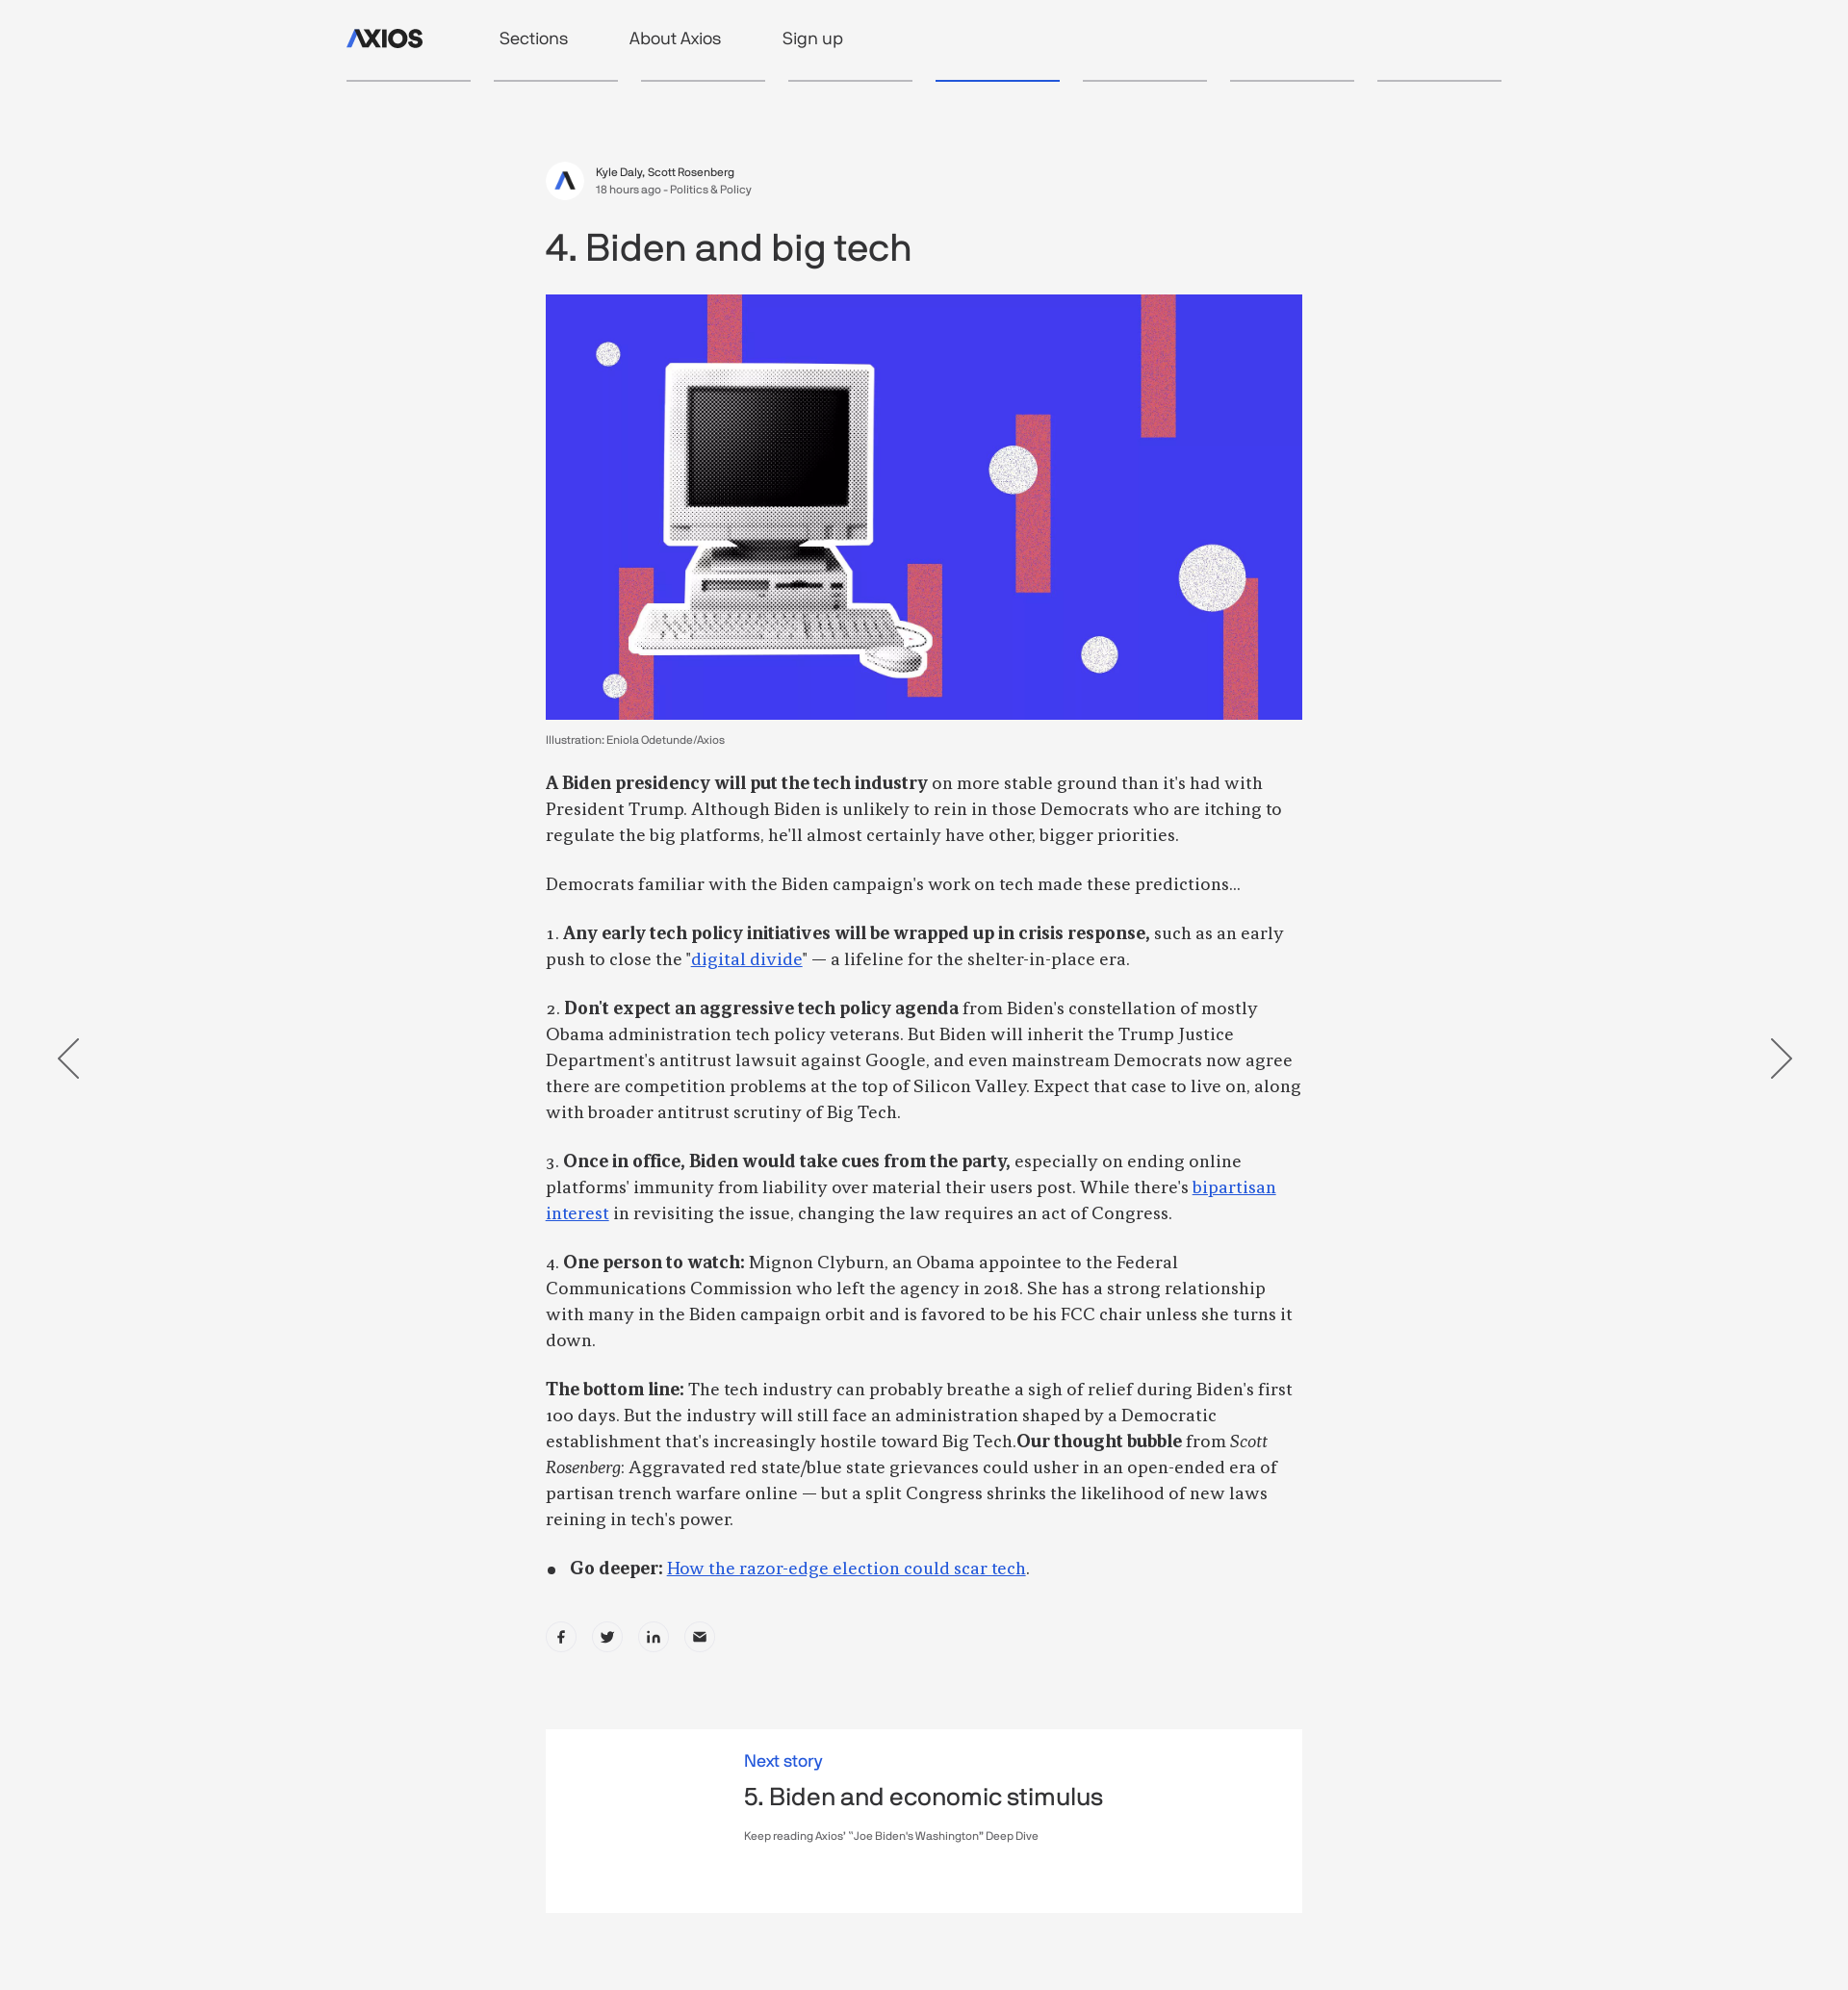 AXIOS Sections About Axios Sign up
Kyle Daly, Scott Rosenberg
18 hours ago - Politics & Policy
4. Biden and big tech
Illustration: Eniola Odetunde/Axios
A Biden presidency will put the tech industry on more stable ground than it's had with
President Trump. Although Biden is unlikely to rein in those Democrats who are itching to
regulate the big platforms, he'll almost certainly have other, bigger priorities.
Democrats familiar with the Biden campaign's work on tech made these predictions...
1. Any early tech policy initiatives will be wrapped up in crisis response, such as an early
push to close the "digital divide" — a lifeline for the shelter-in-place era.
2. Don't expect an aggressive tech policy agenda from Biden's constellation of mostly
Obama administration tech policy veterans. But Biden will inherit the Trump Justice
Department's antitrust lawsuit against Google, and even mainstream Democrats now agree
there are competition problems at the top of Silicon Valley. Expect that case to live on, along
with broader antitrust scrutiny of Big Tech.
3. Once in office, Biden would take cues from the party, especially on ending online
platforms' immunity from liability over material their users post. While there's bipartisan
interest in revisiting the issue, changing the law requires an act of Congress.
4. One person to watch: Mignon Clyburn, an Obama appointee to the Federal
Communications Commission who left the agency in 2018. She has a strong relationship
with many in the Biden campaign orbit and is favored to be his FCC chair unless she turns it
down.
The bottom line: The tech industry can probably breathe a sigh of relief during Biden's first
100 days. But the industry will still face an administration shaped by a Democratic
establishment that's increasingly hostile toward Big Tech.Our thought bubble from Scott
Rosenberg: Aggravated red state/blue state grievances could usher in an open-ended era of
partisan trench warfare online — but a split Congress shrinks the likelihood of new laws
reining in tech's power.
● Go deeper: How the razor-edge election could scar tech.
Next story
5. Biden and economic stimulus
Keep reading Axios' "Joe Biden's Washington" Deep Dive